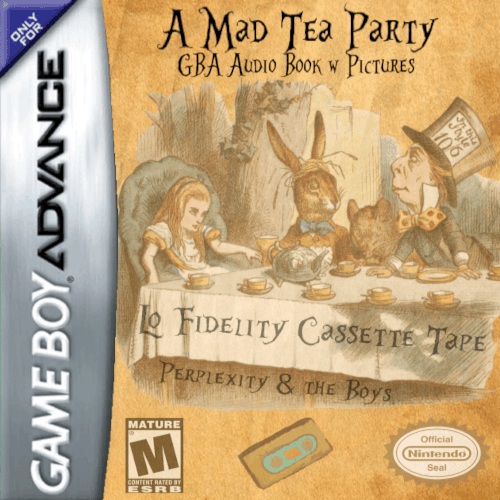 ONLY
FOR
GAME BOY ADVANCE
A Mad Tea Party
GBA Audio Book w Pictures
In this
Style
10/6
Lo Fidelity Cassette Tape
Perplexity & the Boys
MATURE
M
CONTENT RATED BY
ESRB
Official
Nintendo
Seal